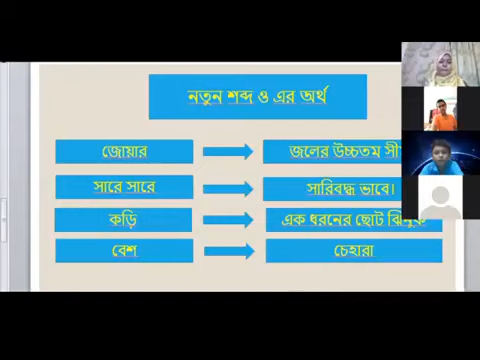 নতুন শব্দ ও এর অর্থ
জোয়ার জলের উচ্চতম
সারে সারে সারিবদ্ধ ভাবে।
কড়ি এক ধরনের ছোট ঝিনুক
বেশ চেহারা